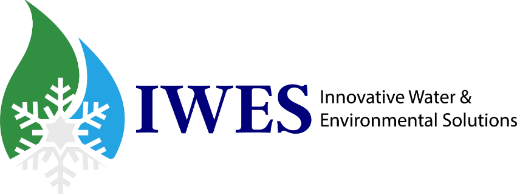 IWES
Innovative Water &
Environmental Solutions